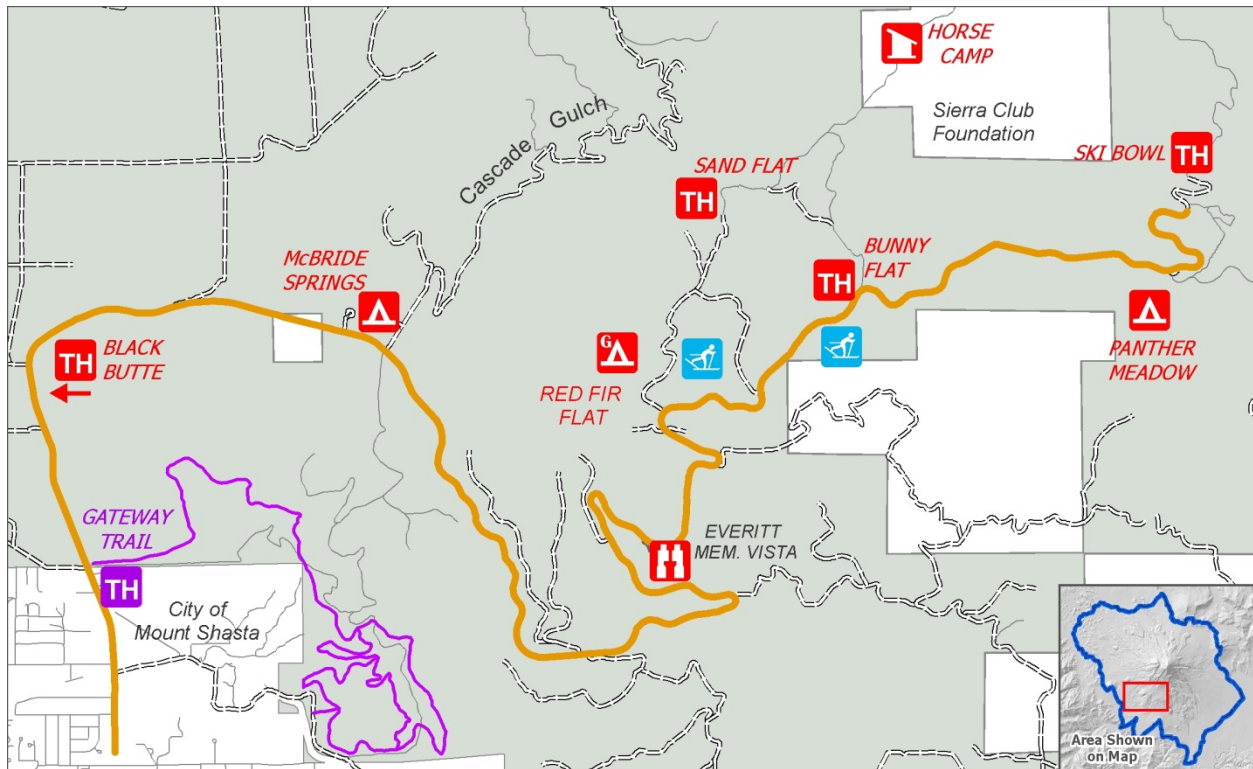 HORSE
CAMP
Sierra Club
Foundation
SKI BOWL
TH
Cascade Gulch
SAND FLAT
TH
McBRIDE
SPRINGS
BUNNY
FLAT
TH
TH
BLACK
BUTTE
G
RED FIR
FLAT
PANTHER
MEADOW
GATEWAY
TRAIL
TH
EVERITT
MEM. VISTA
City of
Mount Shasta
Area Shown
on Map